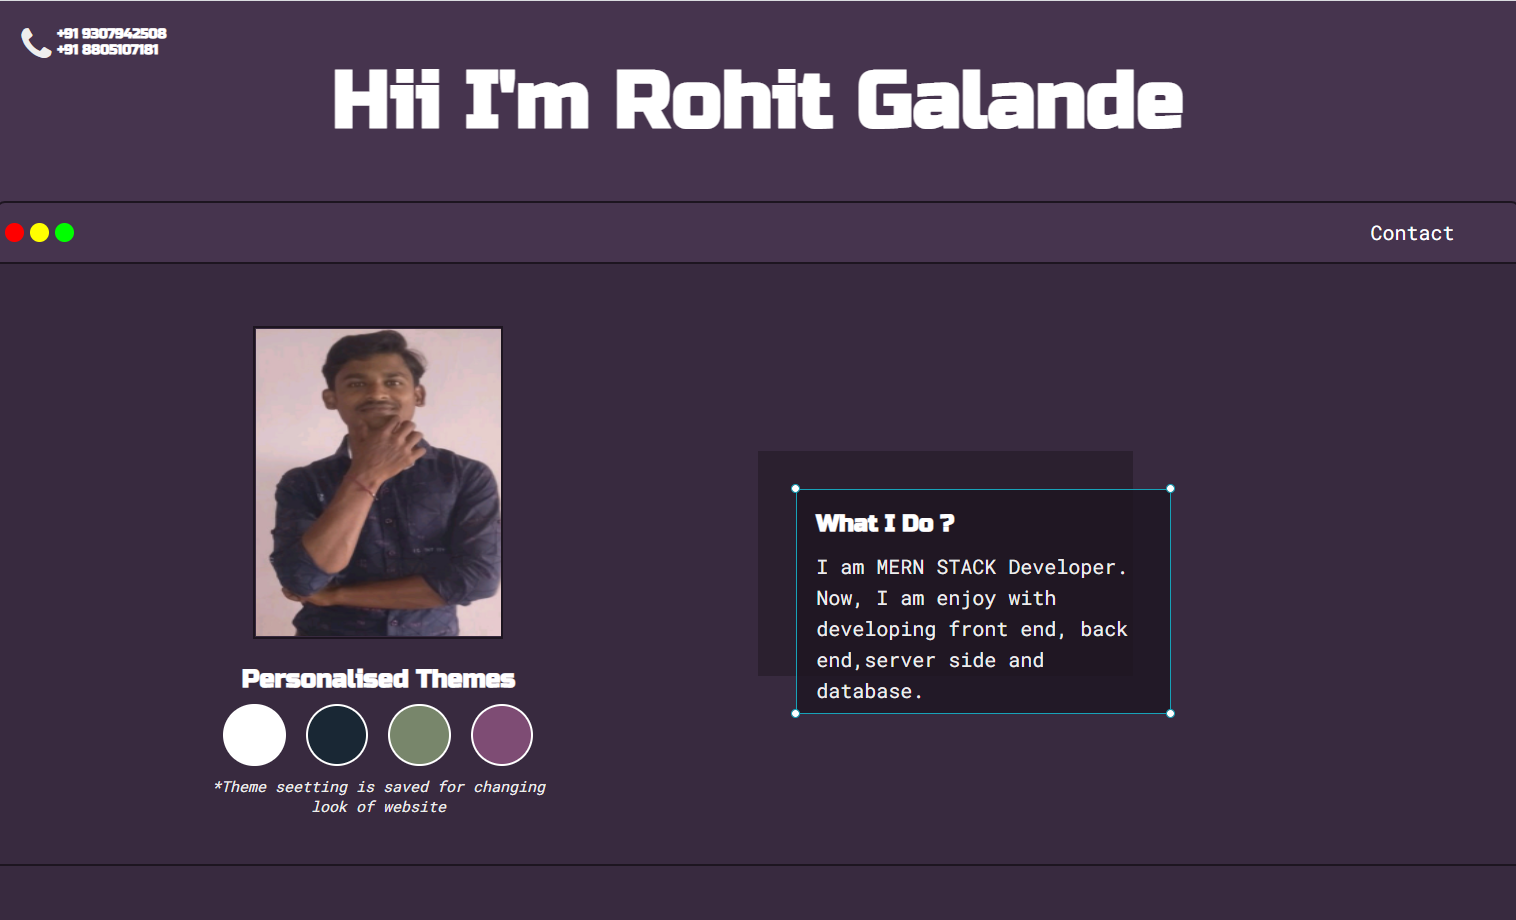 +91 9307942508
+91 8805107181
Hii I'm Rohit Galande
Contact
What I Do ?
I am MERN STACK Developer.
Now, I am enjoy with
developing front end, back
end,server side and
database.
Personalised Themes
*Theme seetting is saved for changing
look of website